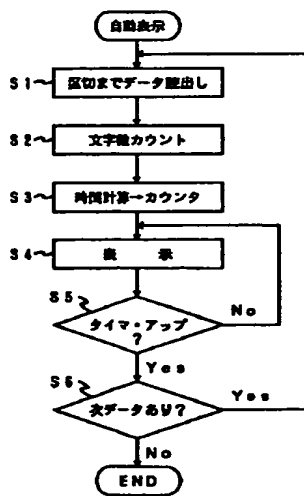 自動表示
S1 区切までデータ読出し
S2 文字数カウント
S3 時間計算→カウンタ
S4 表 示
S5
タイマ・アップ
?
No
Yes
S6
次データあり?
Yes
No
END